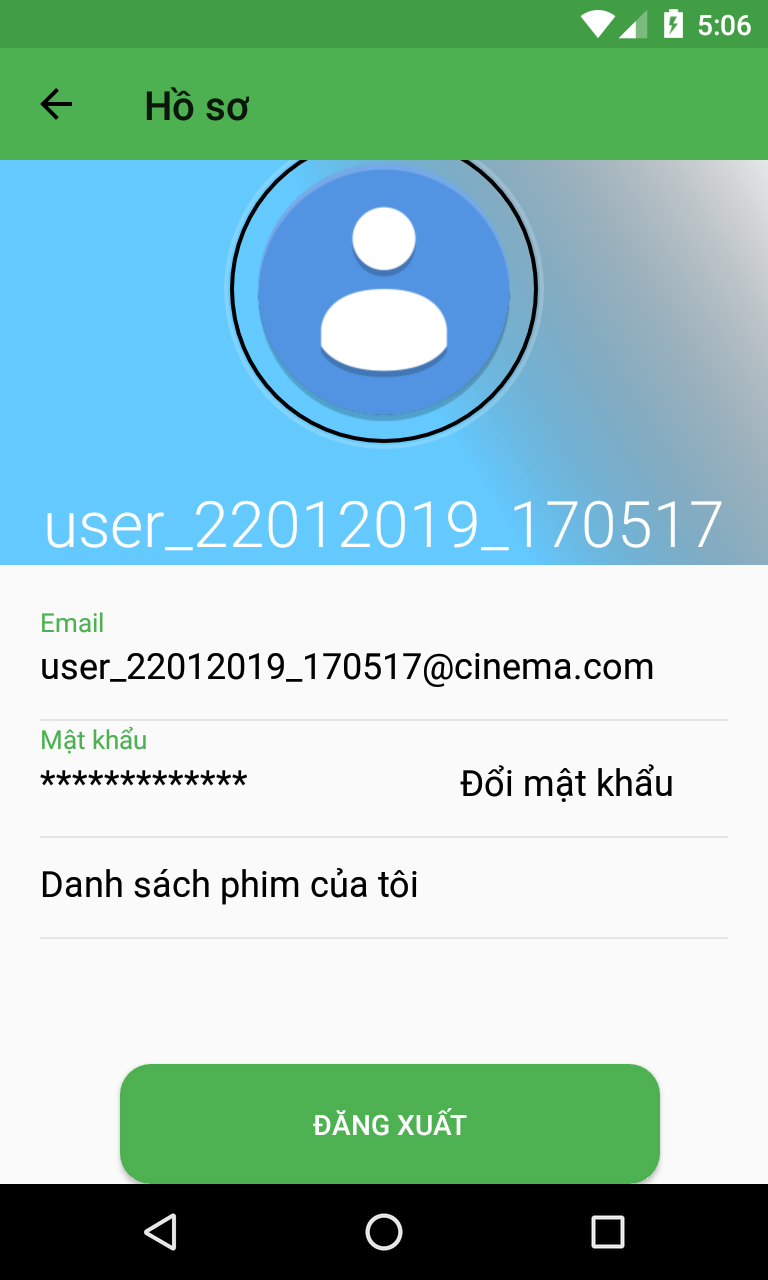 5:06
Hồ sơ
user_22012019_170517
Email
user_22012019_170517@cinema.com
Mật khẩu
************* Đổi mật khẩu
Danh sách phim của tôi
ĐĂNG XUẤT